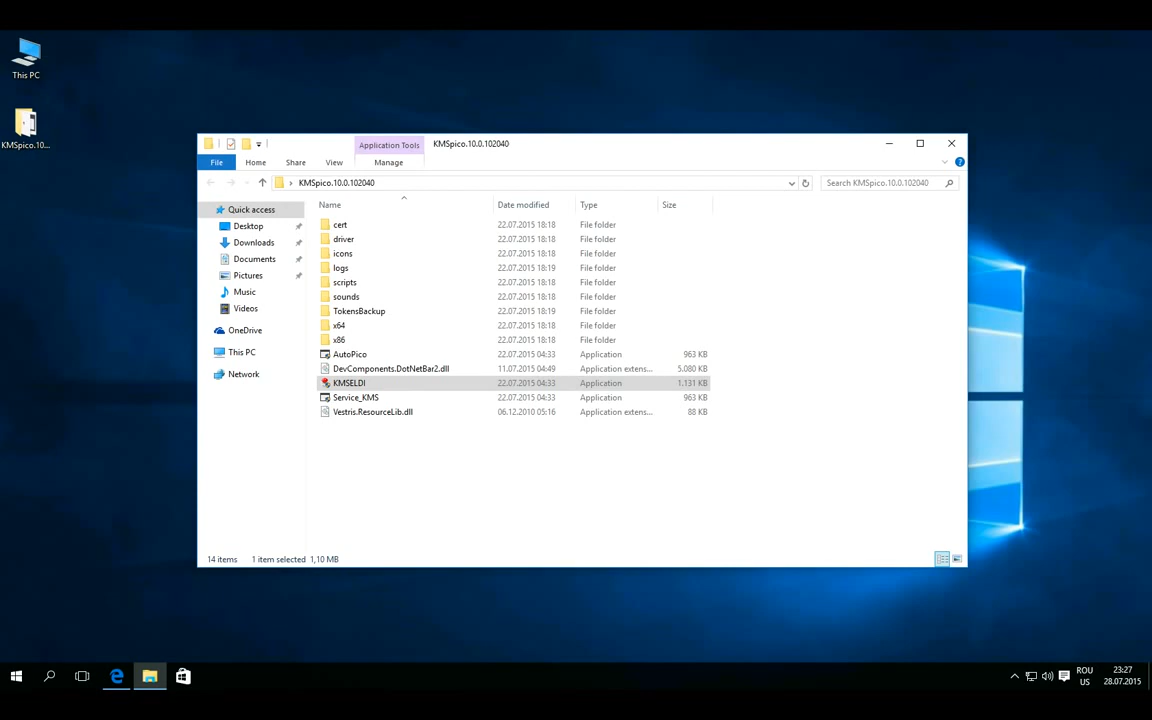 This PC
KMSpico.10....
Application Tools
KMSpico.10.0.102040
File
Home
Share
View
Manage
KMSpico.10.0.102040
Search KMSpico.10.0.102040
Name
Date modified
Type
Size
Quick access
Desktop
Downloads
Documents
Pictures
Music
Videos
OneDrive
This PC
Network
cert 22.07.2015 18:18 File folder
driver 22.07.2015 18:18 File folder
icons 22.07.2015 18:18 File folder
logs 22.07.2015 18:19 File folder
scripts 22.07.2015 18:18 File folder
sounds 22.07.2015 18:18 File folder
TokensBackup 22.07.2015 18:19 File folder
x64 22.07.2015 18:18 File folder
x86 22.07.2015 18:18 File folder
AutoPico 22.07.2015 04:33 Application 963 KB
DevComponents.DotNetBar2.dll 11.07.2015 04:49 Application extens... 5.080 KB
KMSELDI 22.07.2015 04:33 Application 1.131 KB
Service_KMS 22.07.2015 04:33 Application 963 KB
Vestris.ResourceLib.dll 06.12.2010 05:16 Application extens... 88 KB
14 items 1 item selected 1,10 MB
ROU
US
23:27
28.07.2015